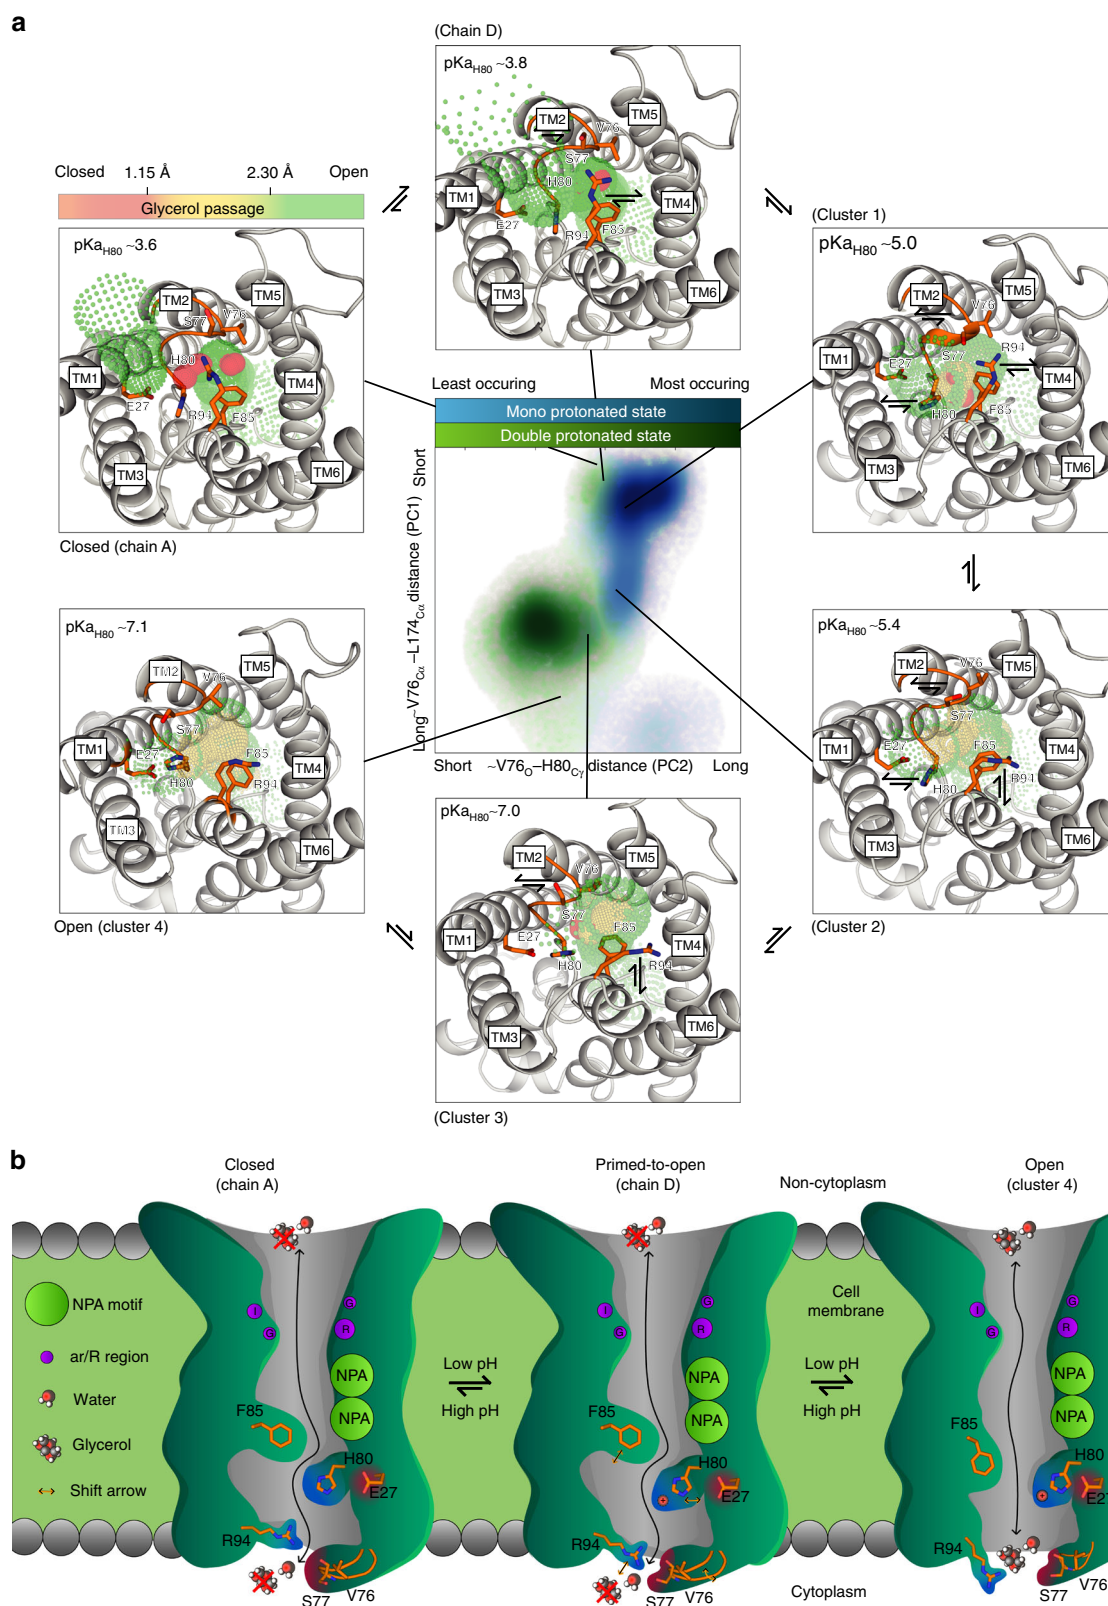 a
(Chain D)
pKaH80 ~3.8
TM2
V76
TM5
S77
H80
TM1
TM4
E27
R94
F85
TM3
TM6
Closed
1.15 Å
2.30 Å
Open
Glycerol passage
pKaH80 ~3.6
TM2
TM5
S77
V76
H80
TM1
TM4
E27
R94
F85
TM3
TM6
Closed (chain A)
(Cluster 1)
pKaH80 ~5.0
TM2
V76
TM5
TM1
E27
S77
R94
TM4
H80
F85
TM3
TM6
Least occuring
Most occuring
Mono protonated state
Double protonated state
Long ~V76Cα–L174Cα distance (PC1) Short
Short ~V76O–H80Cγ distance (PC2) Long
pKaH80 ~7.1
TM2
V76
TM5
S77
TM1
E27
F85
TM4
H80
R94
TM3
TM6
Open (cluster 4)
pKaH80 ~5.4
TM2
V76
TM5
S77
TM1
E27
F85
TM4
H80
R94
TM3
TM6
(Cluster 2)
pKaH80 ~7.0
TM2
V76
TM5
S77
F85
TM1
E27
TM4
H80
R94
TM3
TM6
(Cluster 3)
b
Closed
(chain A)
Primed-to-open
(chain D)
Non-cytoplasm
Open
(cluster 4)
NPA motif
ar/R region
Water
Glycerol
Shift arrow
I
G
G
R
NPA
NPA
F85
H80
E27
R94
S77
V76
Low pH
High pH
I
G
G
R
NPA
NPA
F85
H80
+
E27
R94
S77
V76
Cell
membrane
Low pH
High pH
Cytoplasm
I
G
G
R
NPA
NPA
F85
H80
+
E27
R94
S77
V76